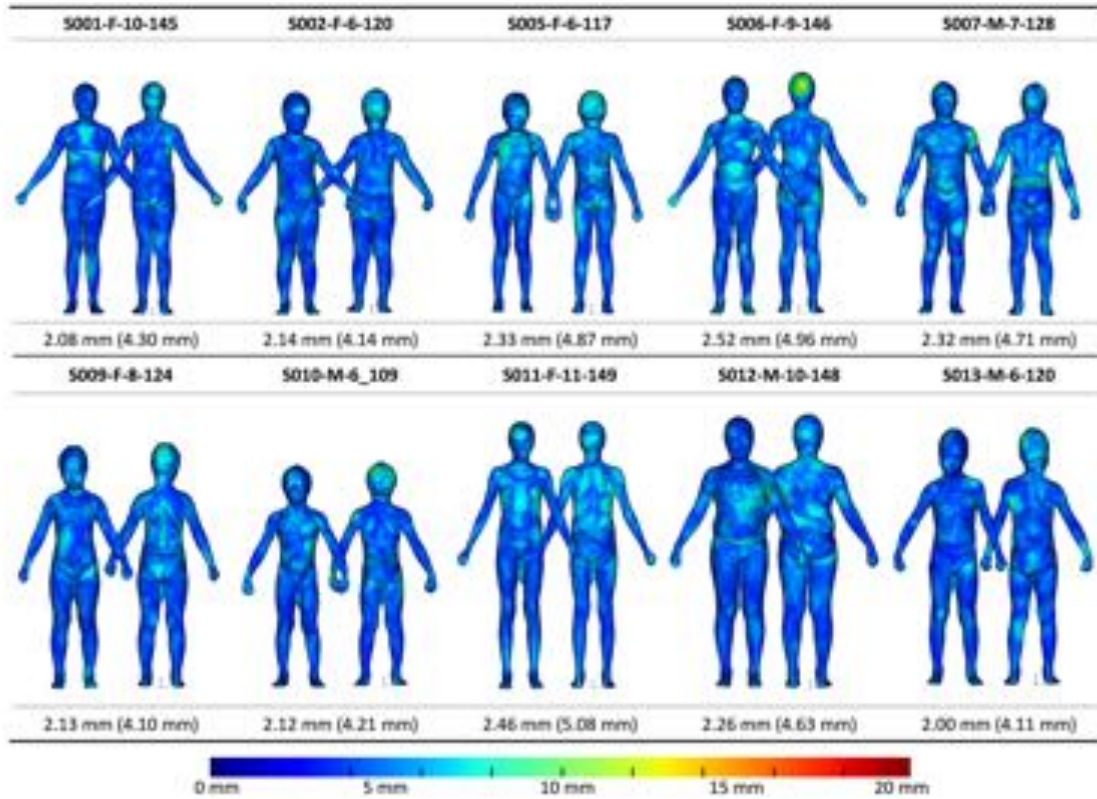 S001-F-10-145 S002-F-6-120 S005-F-6-117 S006-F-9-146 S007-M-7-128
2.08 mm (4.30 mm) 2.14 mm (4.14 mm) 2.33 mm (4.87 mm) 2.52 mm (4.96 mm) 2.32 mm (4.71 mm)
S009-F-8-124 S010-M-6_109 S011-F-11-149 S012-M-10-148 S013-M-6-120
2.13 mm (4.10 mm) 2.12 mm (4.21 mm) 2.46 mm (5.08 mm) 2.26 mm (4.63 mm) 2.00 mm (4.11 mm)
0 mm 5 mm 10 mm 15 mm 20 mm